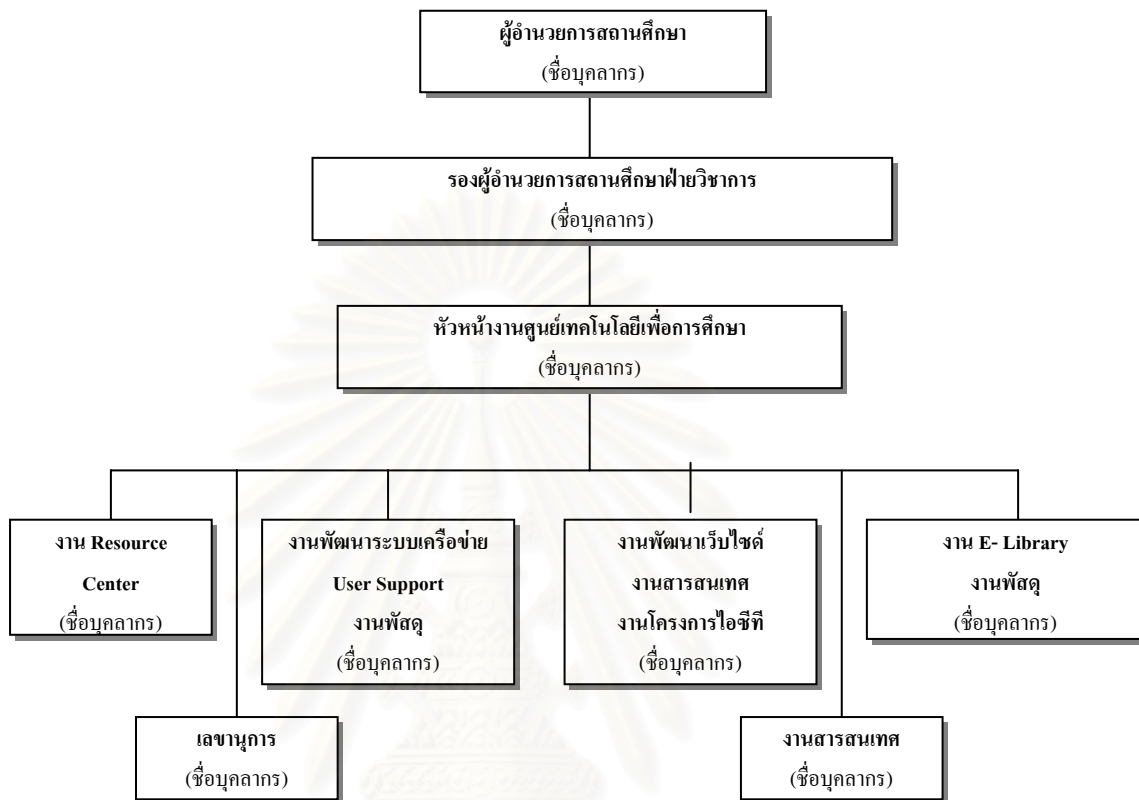 ผู้อำนวยการสถานศึกษา
(ชื่อบุคลากร)
รองผู้อำนวยการสถานศึกษาฝ่ายวิชาการ
(ชื่อบุคลากร)
หัวหน้างานศูนย์เทคโนโลยีเพื่อการศึกษา
(ชื่อบุคลากร)
งาน Resource
Center
(ชื่อบุคลากร)
งานพัฒนาระบบเครือข่าย
User Support
งานพัสดุ
(ชื่อบุคลากร)
งานพัฒนาเว็บไซต์
งานสารสนเทศ
งานโครงการไอซีที
(ชื่อบุคลากร)
งาน E- Library
งานพัสดุ
(ชื่อบุคลากร)
เลขานุการ
(ชื่อบุคลากร)
งานสารสนเทศ
(ชื่อบุคลากร)